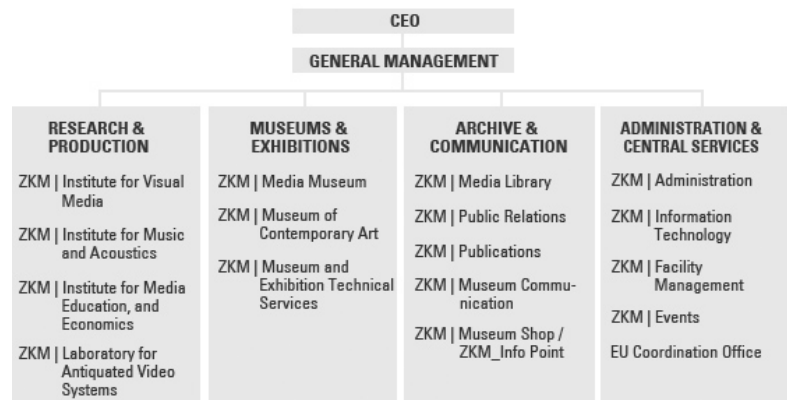 CEO
GENERAL MANAGEMENT
RESEARCH &
PRODUCTION
ZKM | Institute for Visual
Media
ZKM | Institute for Music
and Acoustics
ZKM | Institute for Media
Education, and
Economics
ZKM | Laboratory for
Antiquated Video
Systems
MUSEUMS &
EXHIBITIONS
ZKM | Media Museum
ZKM | Museum of
Contemporary Art
ZKM | Museum and
Exhibition Technical
Services
ARCHIVE &
COMMUNICATION
ZKM | Media Library
ZKM | Public Relations
ZKM | Publications
ZKM | Museum Commu-
nication
ZKM | Museum Shop /
ZKM_Info Point
ADMINISTRATION &
CENTRAL SERVICES
ZKM | Administration
ZKM | Information
Technology
ZKM | Facility
Management
ZKM | Events
EU Coordination Office